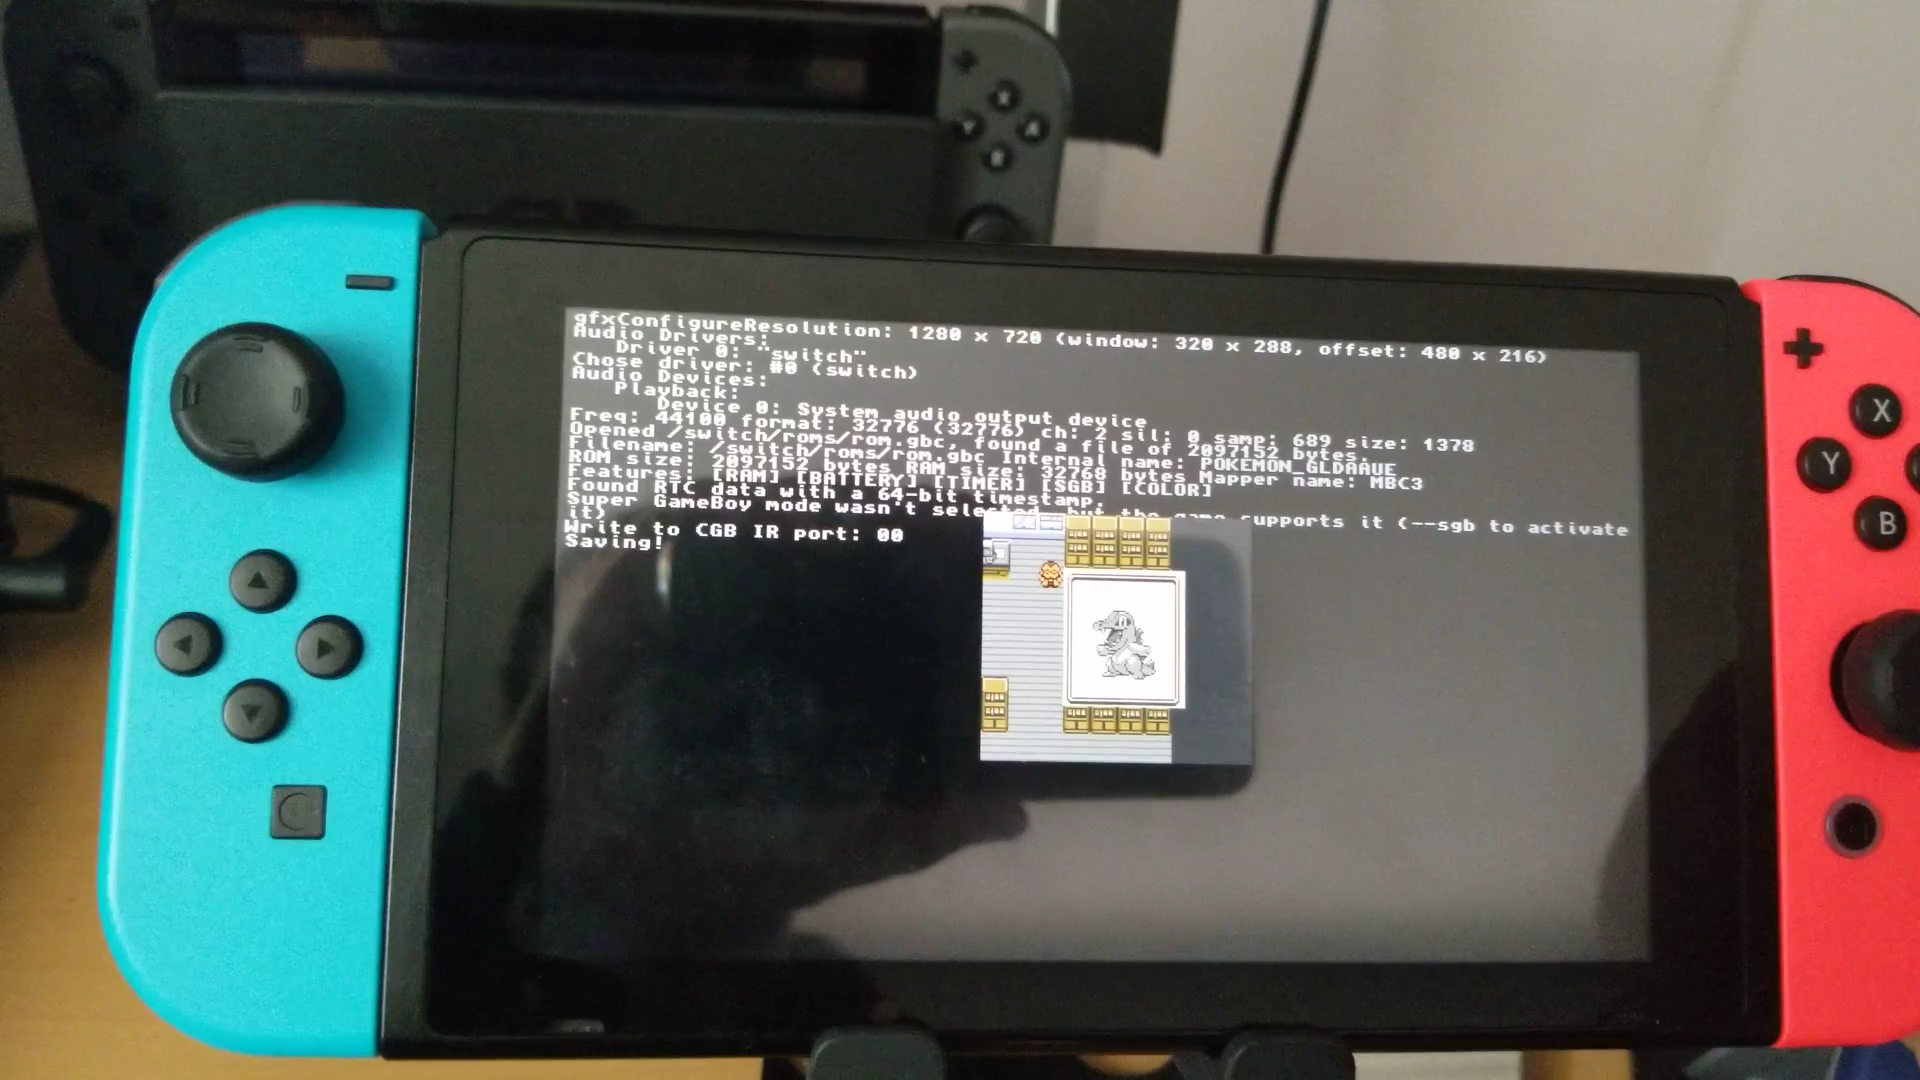 gfxConfigureResolution: 1280 x 720 (window: 320 x 288, offset: 480 x 216)
Audio Drivers:
Driver 0: "switch"
Chose driver: #0 (switch)
Audio Devices:
Playback:
Device 0: System audio output device
Freq: 44100 format: 32776 (32776) ch: 2 sil: 0 samp: 689 size: 1378
Opened /switch/roms/rom.gbc, found a file of 2097152 bytes.
Filename: /switch/roms/rom.gbc Internal name: POKEMON_GLDAAUE
ROM size: 2097152 bytes RAM size: 32768 bytes Mapper name: MBC3
Features: [RAM] [BATTERY] [TIMER] [SGB] [COLOR]
Found RTC data with a 64-bit timestamp.
Super GameBoy mode wasn't selected, but the game supports it (--sgb to activate
it)
Write to CGB IR port: 00
Saving!
X
Y
B
X
Y
A
B